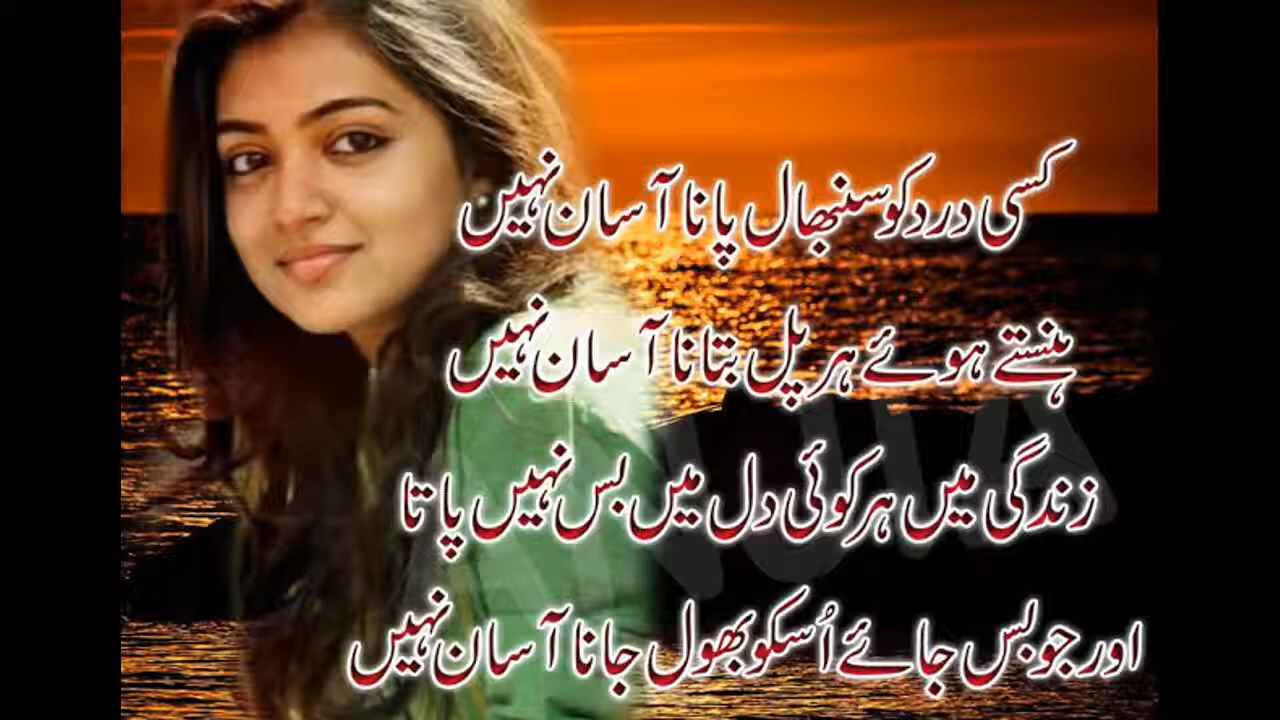 کسی درد کو سنبھال پانا آسان نہیں
ہنستے ہوئے ہر پل بتانا آسان نہیں
زندگی میں ہر کوئی دل میں بس نہیں پاتا
اور جو بس جائے اُسکو بھول جانا آسان نہیں